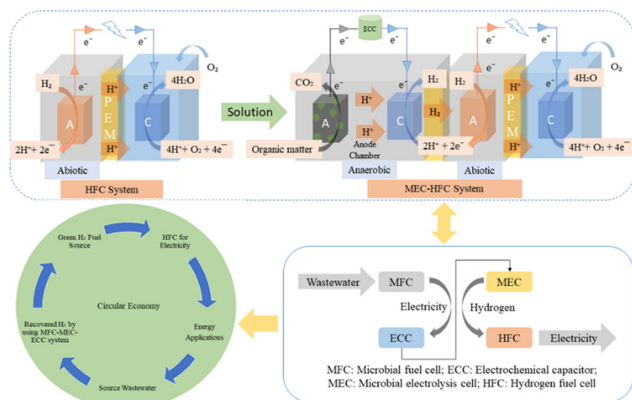 A
e⁻
e⁻
H₂
H⁺
e⁻
e⁻
4H₂O
O₂
A
PEM
C
2H⁺+ 2e⁻
H⁺
4H⁺+ O₂ + 4e⁻
Abiotic
HFC System
Solution
ECC
e⁻
e⁻
CO₂
e⁻
e⁻
H₂
H⁺
A
C
H₂
H⁺
Organic matter
Anode
Chamber
2H⁺ + 2e⁻
Anaerobic
A
e⁻
e⁻
H₂
H⁺
e⁻
e⁻
4H₂O
O₂
A
PEM
C
H⁺
4H⁺+ O₂ + 4e⁻
Abiotic
MEC-HFC System
Green H₂ Fuel
Source
HFC for
Electricity
Circular Economy
Energy
Applications
Source Wastewater
Recovered H₂ by
using MFC-MEC-
ECC system
Wastewater
MFC
MEC
Electricity
Hydrogen
ECC
HFC
Electricity
MFC: Microbial fuel cell; ECC: Electrochemical capacitor;
MEC: Microbial electrolysis cell; HFC: Hydrogen fuel cell